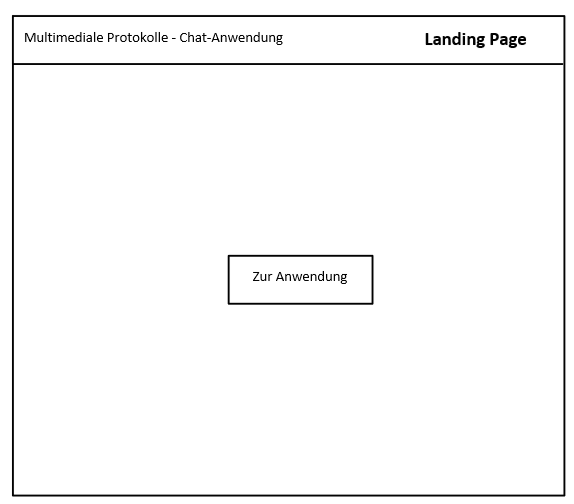 Multimediale Protokolle - Chat-Anwendung
Landing Page
Zur Anwendung